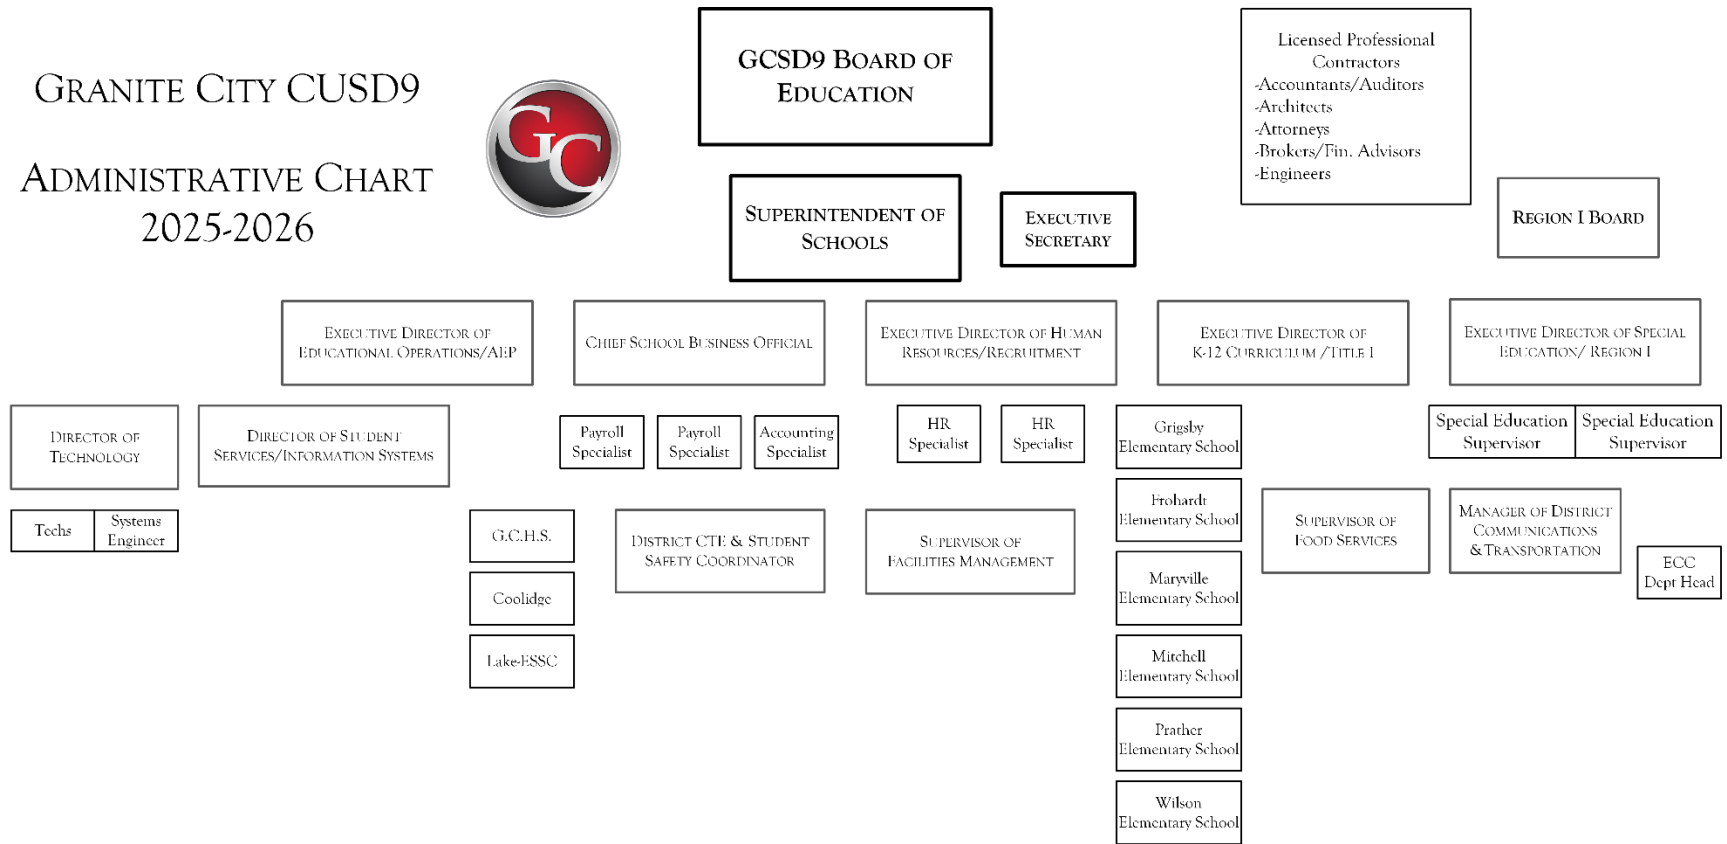 GRANITE CITY CUSD9
ADMINISTRATIVE CHART
2025-2026
GC
GCSD9 BOARD OF
EDUCATION
Licensed Professional
Contractors
-Accountants/Auditors
-Architects
-Attorneys
-Brokers/Fin. Advisors
-Engineers
SUPERINTENDENT OF
SCHOOLS
EXECUTIVE
SECRETARY
REGION I BOARD
EXECUTIVE DIRECTOR OF
EDUCATIONAL OPERATIONS/AEP
CHIEF SCHOOL BUSINESS OFFICIAL
EXECUTIVE DIRECTOR OF HUMAN
RESOURCES/RECRUITMENT
EXECUTIVE DIRECTOR OF
K-12 CURRICULUM /TITLE I
EXECUTIVE DIRECTOR OF SPECIAL
EDUCATION/ REGION I
DIRECTOR OF
TECHNOLOGY
DIRECTOR OF STUDENT
SERVICES/INFORMATION SYSTEMS
Payroll
Specialist
Payroll
Specialist
Accounting
Specialist
HR
Specialist
HR
Specialist
Grigsby
Elementary School
Special Education
Supervisor
Special Education
Supervisor
Techs
Systems
Engineer
G.C.H.S.
DISTRICT CTE & STUDENT
SAFETY COORDINATOR
SUPERVISOR OF
FACILITIES MANAGEMENT
Frohardt
Elementary School
SUPERVISOR OF
FOOD SERVICES
MANAGER OF DISTRICT
COMMUNICATIONS
& TRANSPORTATION
ECC
Dept Head
Coolidge
Maryville
Elementary School
Lake-ESSC
Mitchell
Elementary School
Prather
Elementary School
Wilson
Elementary School